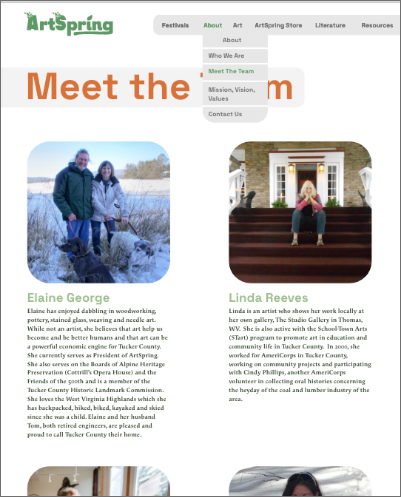 ArtSpring
Festivals About Art ArtSpring Store Literature Resources
About
Who We Are
Meet The Team
Mission, Vision,
Values
Contact Us
Meet the T m
Elaine George
Elaine has enjoyed dabbling in woodworking,
pottery, stained glass, weaving and needle art.
While not an artist, she believes that art help us
become and be better humans and that art can be
a powerful economic engine for Tucker County.
She currently serves as President of ArtSpring.
She also serves on the Boards of Alpine Heritage
Preservation (Cottrill's Opera House) and the
Friends of the 500th and is a member of the
Tucker County Historic Landmark Commission.
She loves the West Virginia Highlands which she
has backpacked, hiked, biked, kayaked and skied
since she was a child. Elaine and her husband
Tom, both retired engineers, are pleased and
proud to call Tucker County their home.
Linda Reeves
Linda is an artist who shows her work locally at
her own gallery, The Studio Gallery in Thomas,
WV. She is also active with the School-Town Arts
(START) program to promote art in education and
community life in Tucker County. In 2001, she
worked for AmeriCorps in Tucker County,
working on community projects and participating
with Cindy Phillips, another AmeriCorps
volunteer in collecting oral histories concerning
the heyday of the coal and lumber industry of the
area.